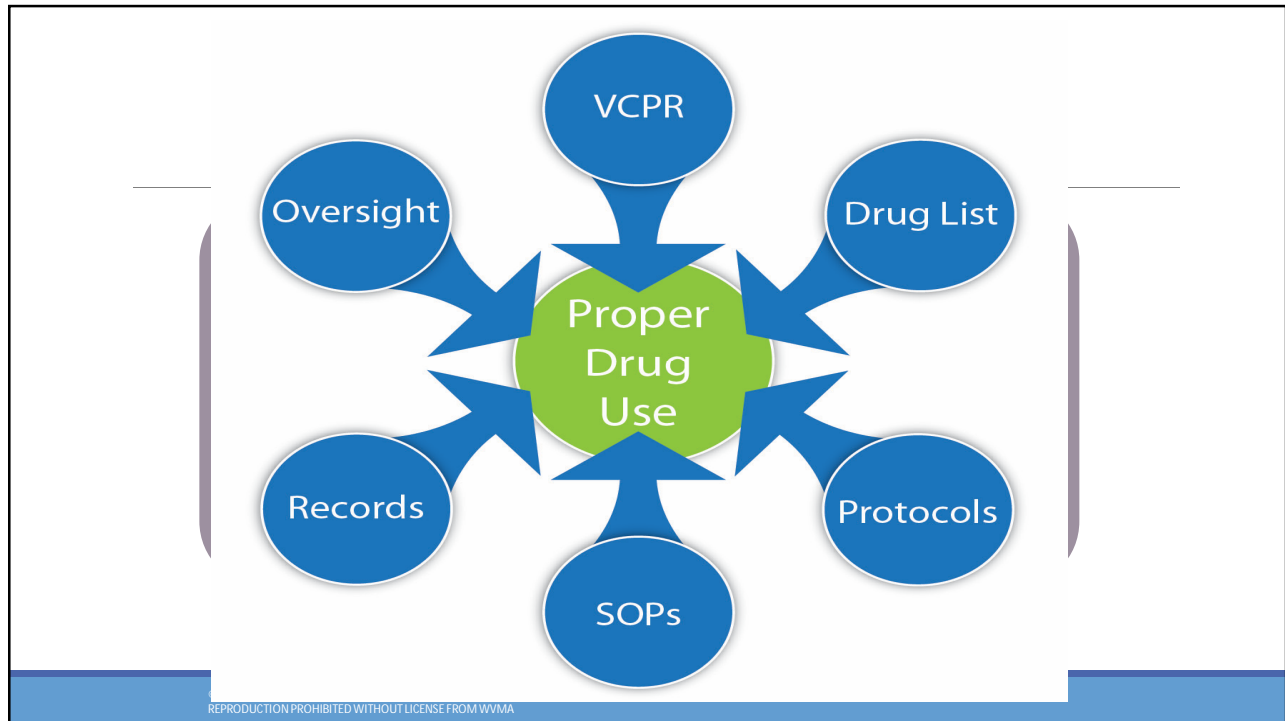 VCPR
Oversight
Drug List
Proper
Drug
Use
Records
Protocols
SOPs
REPRODUCTION PROHIBITED WITHOUT LICENSE FROM WVMA